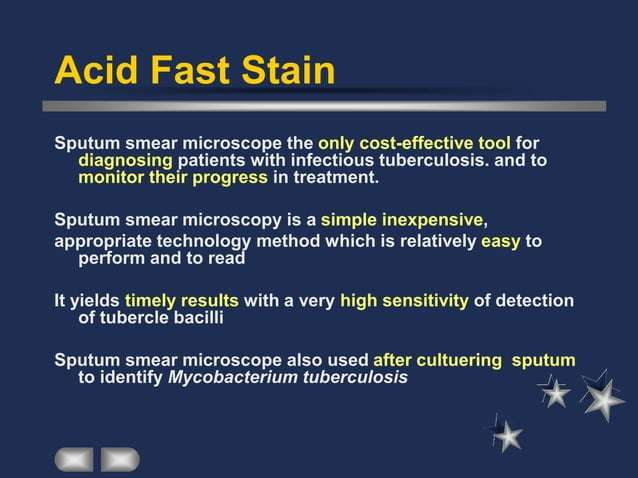 Acid Fast Stain
Sputum smear microscope the only cost-effective tool for
diagnosing patients with infectious tuberculosis. and to
monitor their progress in treatment.
Sputum smear microscopy is a simple inexpensive,
appropriate technology method which is relatively easy to
perform and to read
It yields timely results with a very high sensitivity of detection
of tubercle bacilli
Sputum smear microscope also used after cultuering sputum
to identify Mycobacterium tuberculosis